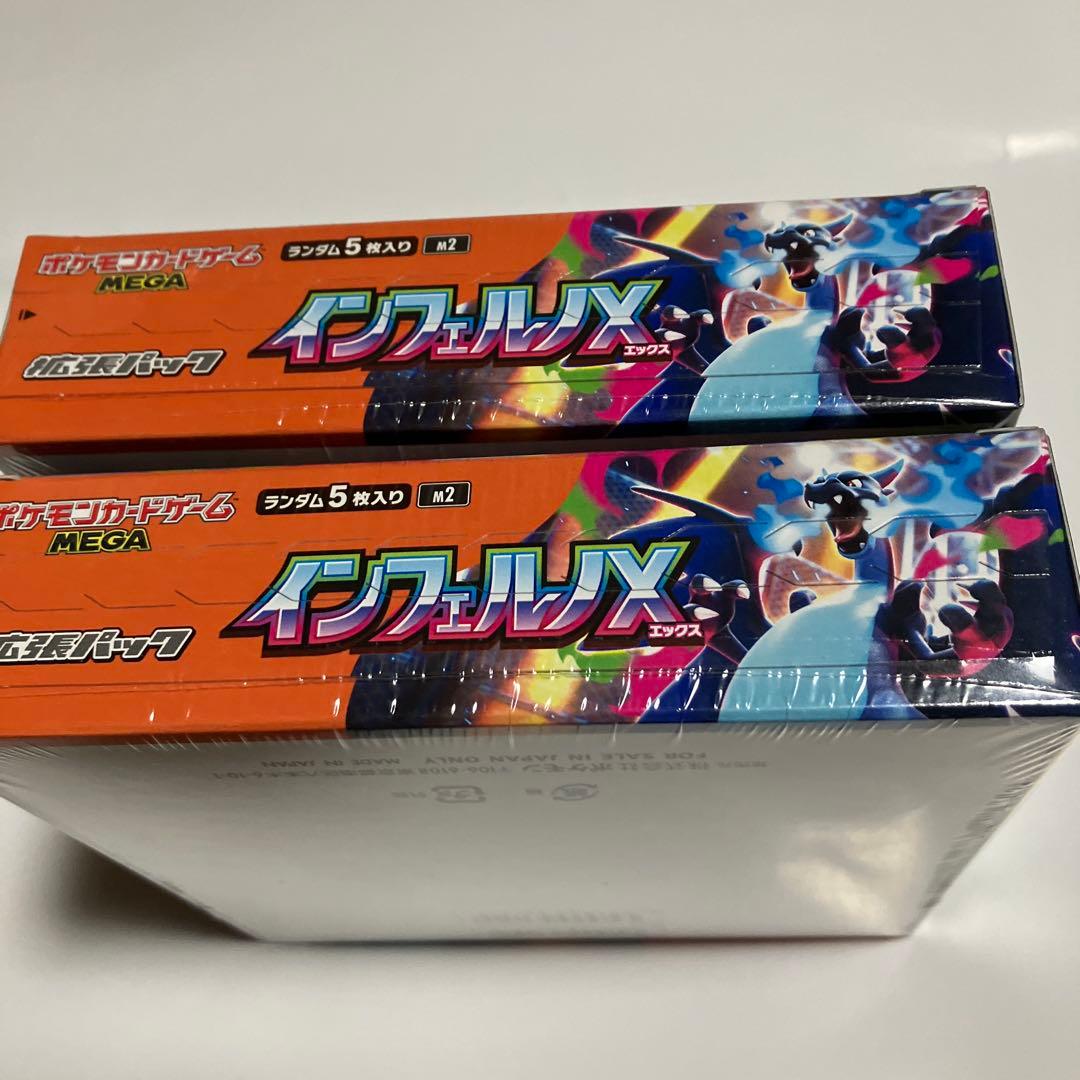 ポケモンカードゲーム
MEGA
ランダム5枚入り M2
インフェルノX
エックス
拡張パック
ポケモンカードゲーム
MEGA
ランダム5枚入り M2
インフェルノX
エックス
拡張パック
FOR SALE IN JAPAN ONLY MADE IN JAPAN